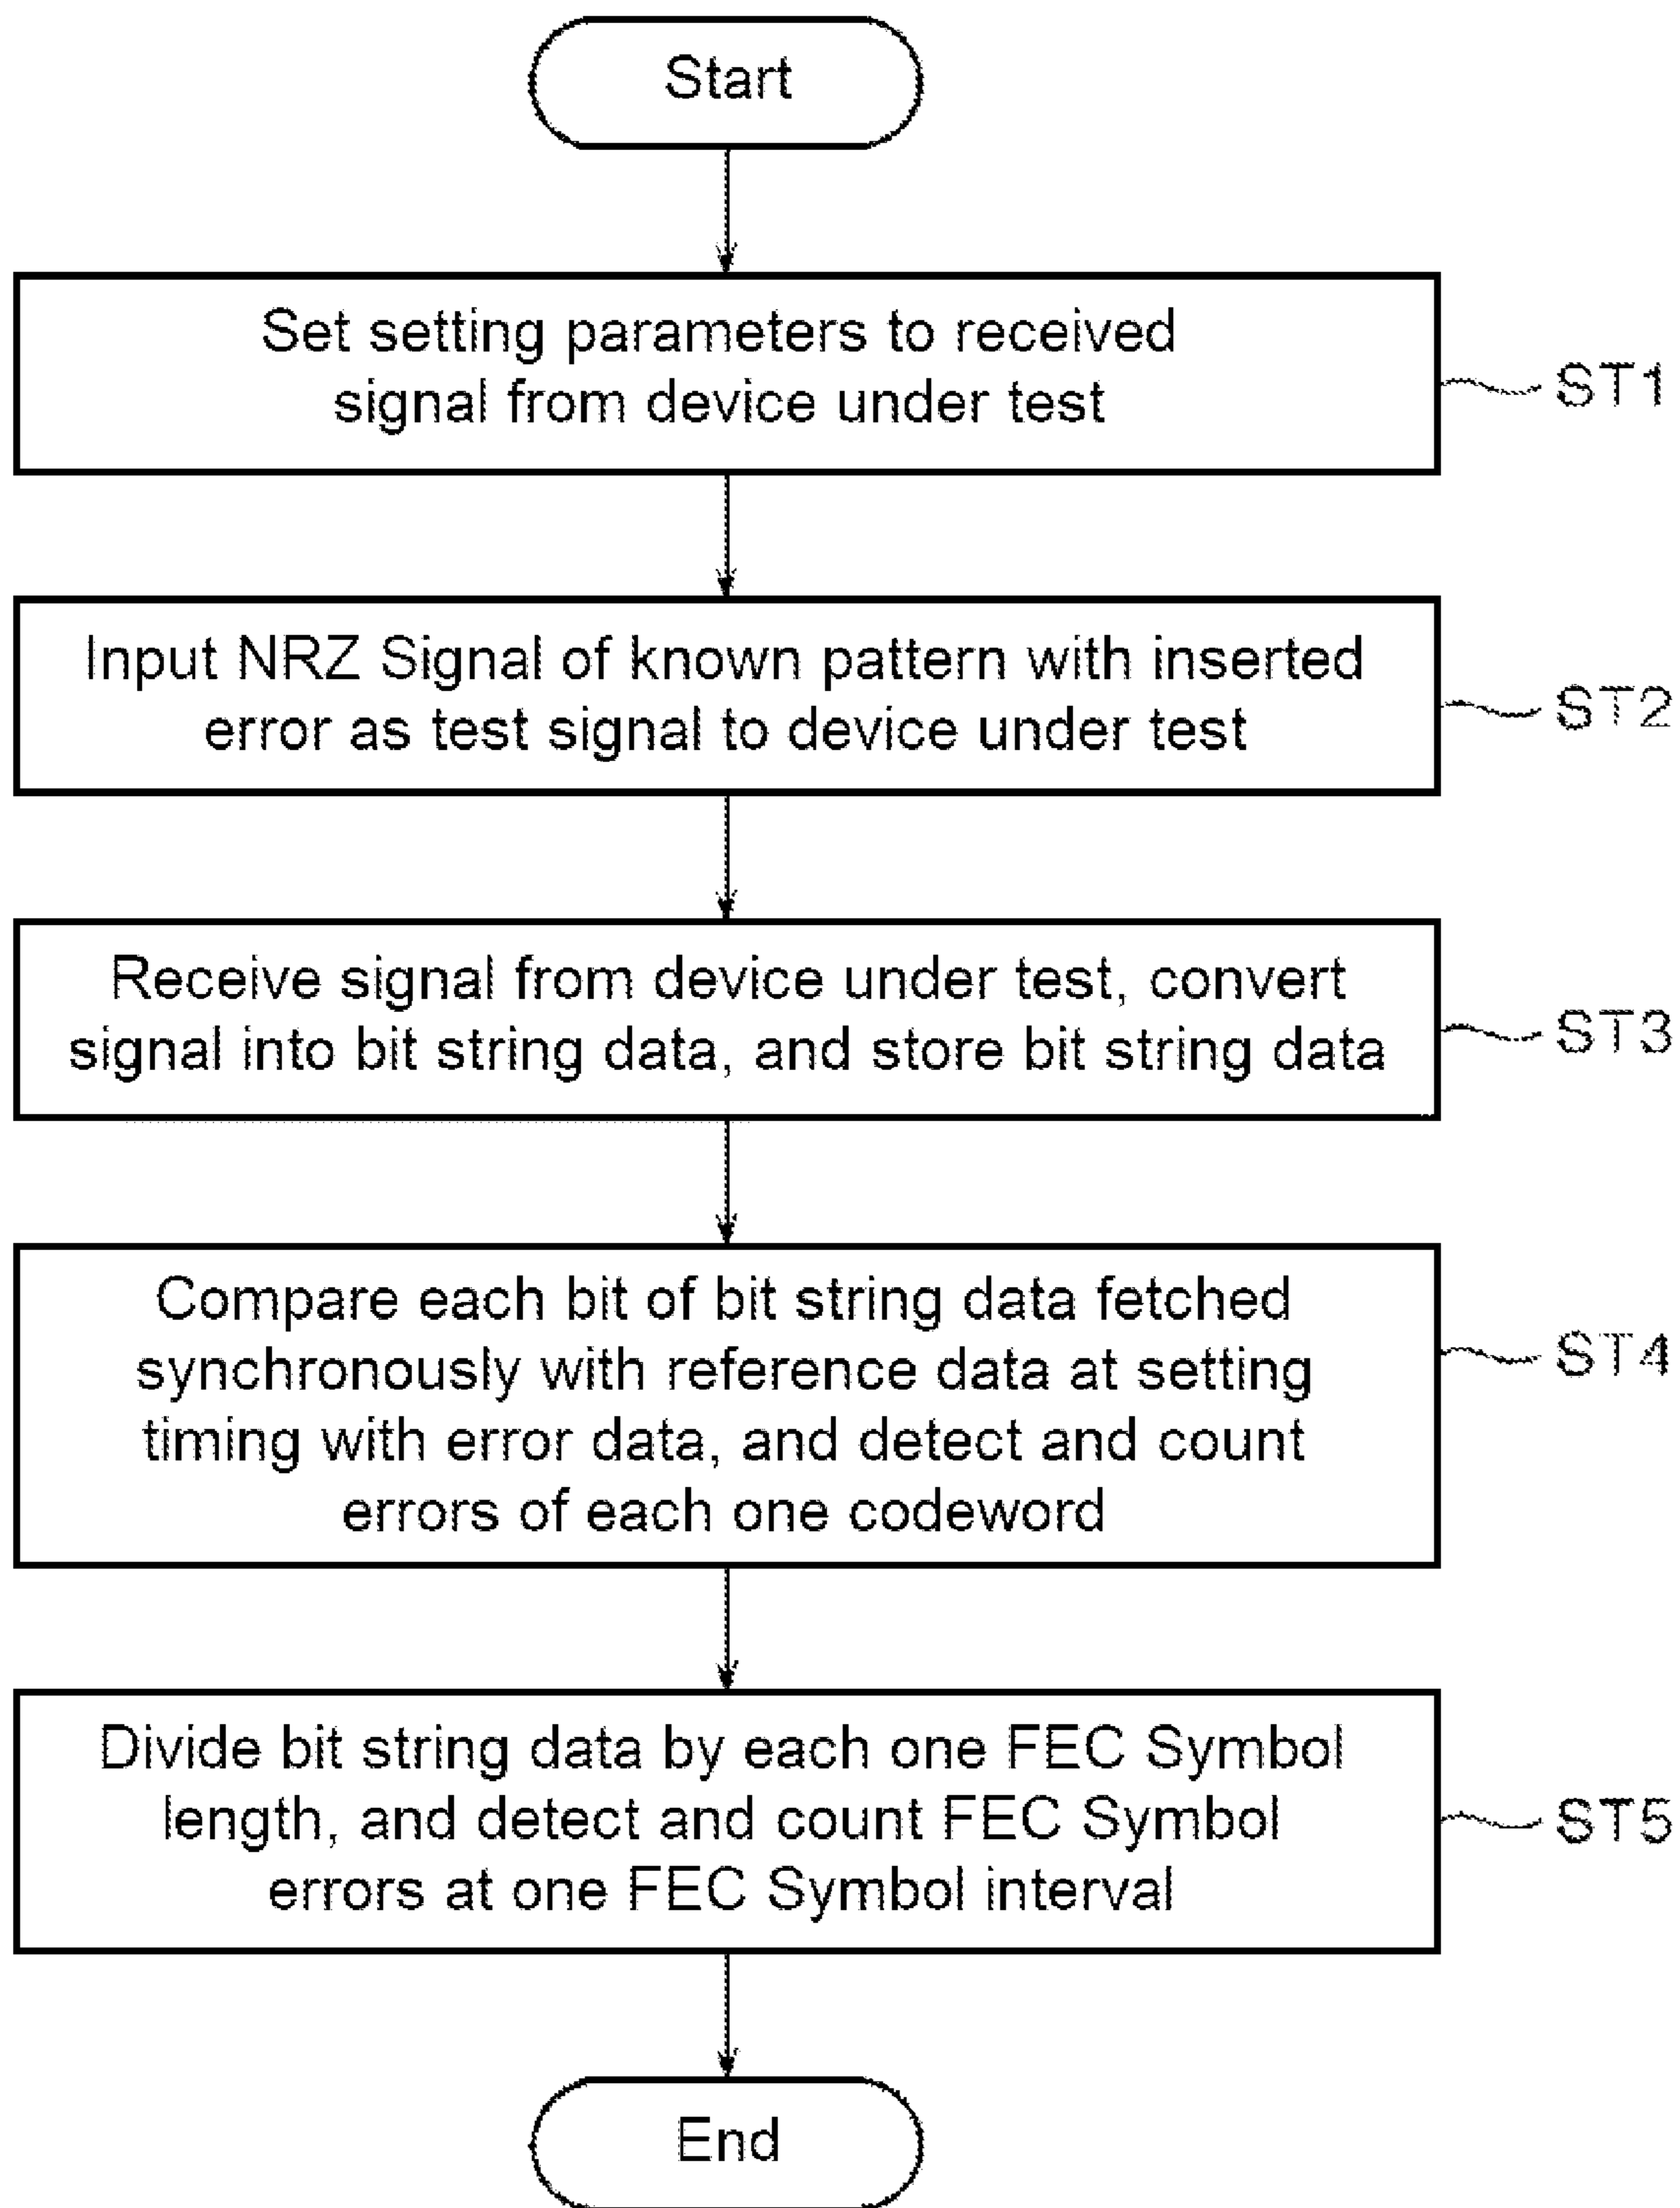 Start
Set setting parameters to received
signal from device under test
ST1
Input NRZ Signal of known pattern with inserted
error as test signal to device under test
ST2
Receive signal from device under test, convert
signal into bit string data, and store bit string data
ST3
Compare each bit of bit string data fetched
synchronously with reference data at setting
timing with error data, and detect and count
errors of each one codeword
ST4
Divide bit string data by each one FEC Symbol
length, and detect and count FEC Symbol
errors at one FEC Symbol interval
ST5
End